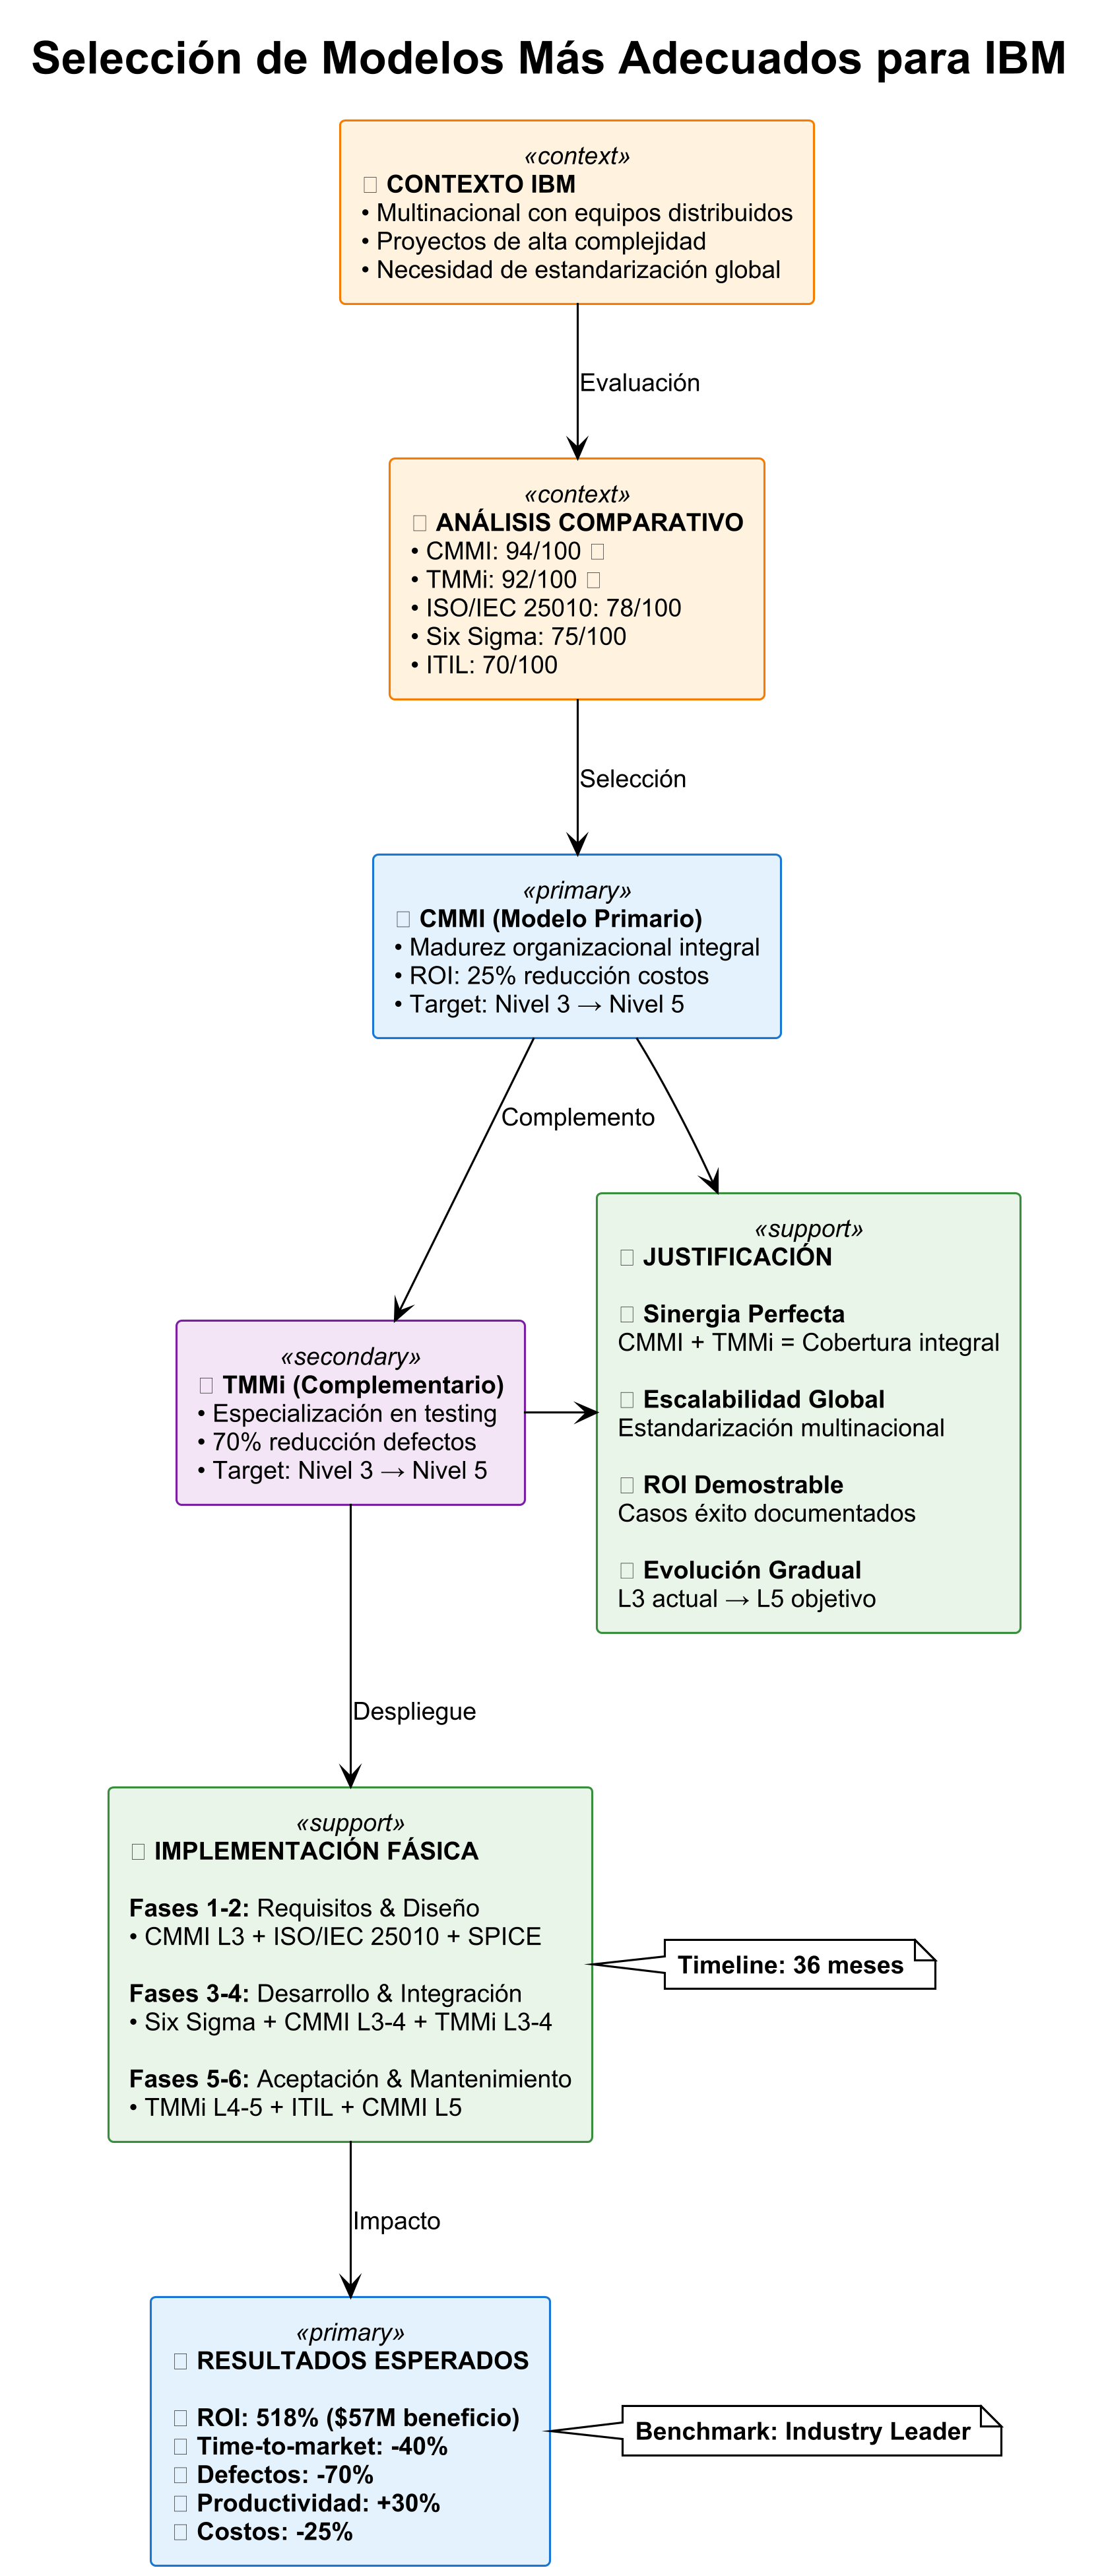 Selección de Modelos Más Adecuados para IBM
«context»
CONTEXTO IBM
• Multinacional con equipos distribuidos
• Proyectos de alta complejidad
• Necesidad de estandarización global
Evaluación
«context»
ANÁLISIS COMPARATIVO
• CMMI: 94/100
• TMMi: 92/100
• ISO/IEC 25010: 78/100
• Six Sigma: 75/100
• ITIL: 70/100
Selección
«primary»
CMMI (Modelo Primario)
• Madurez organizacional integral
• ROI: 25% reducción costos
• Target: Nivel 3 → Nivel 5
Complemento
«support»
JUSTIFICACIÓN
Sinergia Perfecta
CMMI + TMMi = Cobertura integral
Escalabilidad Global
Estandarización multinacional
ROI Demostrable
Casos éxito documentados
Evolución Gradual
L3 actual → L5 objetivo
«secondary»
TMMi (Complementario)
• Especialización en testing
• 70% reducción defectos
• Target: Nivel 3 → Nivel 5
Despliegue
«support»
IMPLEMENTACIÓN FÁSICA
Fases 1-2: Requisitos & Diseño
• CMMI L3 + ISO/IEC 25010 + SPICE
Fases 3-4: Desarrollo & Integración
• Six Sigma + CMMI L3-4 + TMMi L3-4
Fases 5-6: Aceptación & Mantenimiento
• TMMi L4-5 + ITIL + CMMI L5
Timeline: 36 meses
Impacto
«primary»
RESULTADOS ESPERADOS
ROI: 518% ($57M beneficio)
Time-to-market: -40%
Defectos: -70%
Productividad: +30%
Costos: -25%
Benchmark: Industry Leader